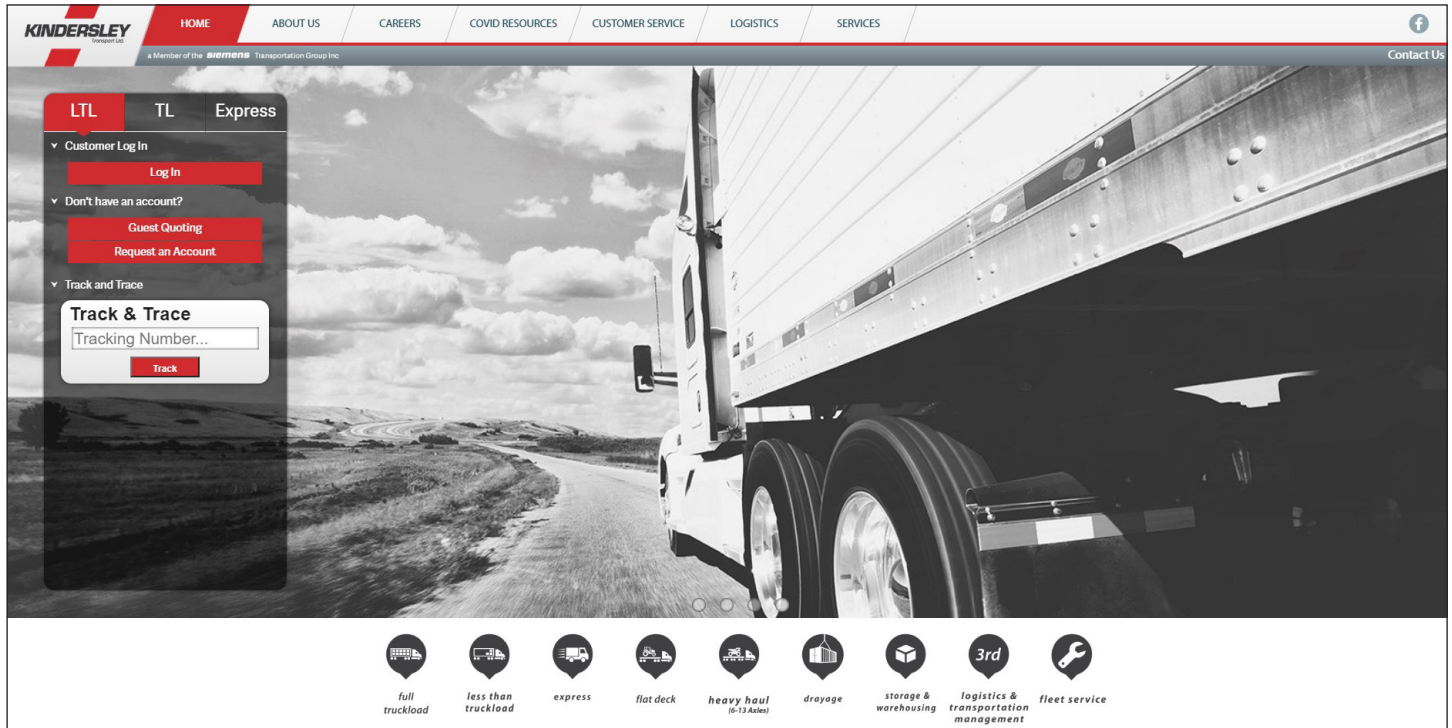 KINDERSLEY
Transport Ltd.
HOME
ABOUT US
CAREERS
COVID RESOURCES
CUSTOMER SERVICE
LOGISTICS
SERVICES
f
a Member of the SIEMENS Transportation Group Inc
Contact Us
LTL
TL
Express
Customer Log In
Log In
Don't have an account?
Guest Quoting
Request an Account
Track and Trace
Track & Trace
Tracking Number...
Track
full
truckload
less than
truckload
express
flat deck
heavy haul
(6-13 Axles)
drayage
storage &
warehousing
3rd
logistics &
transportation
management
fleet service